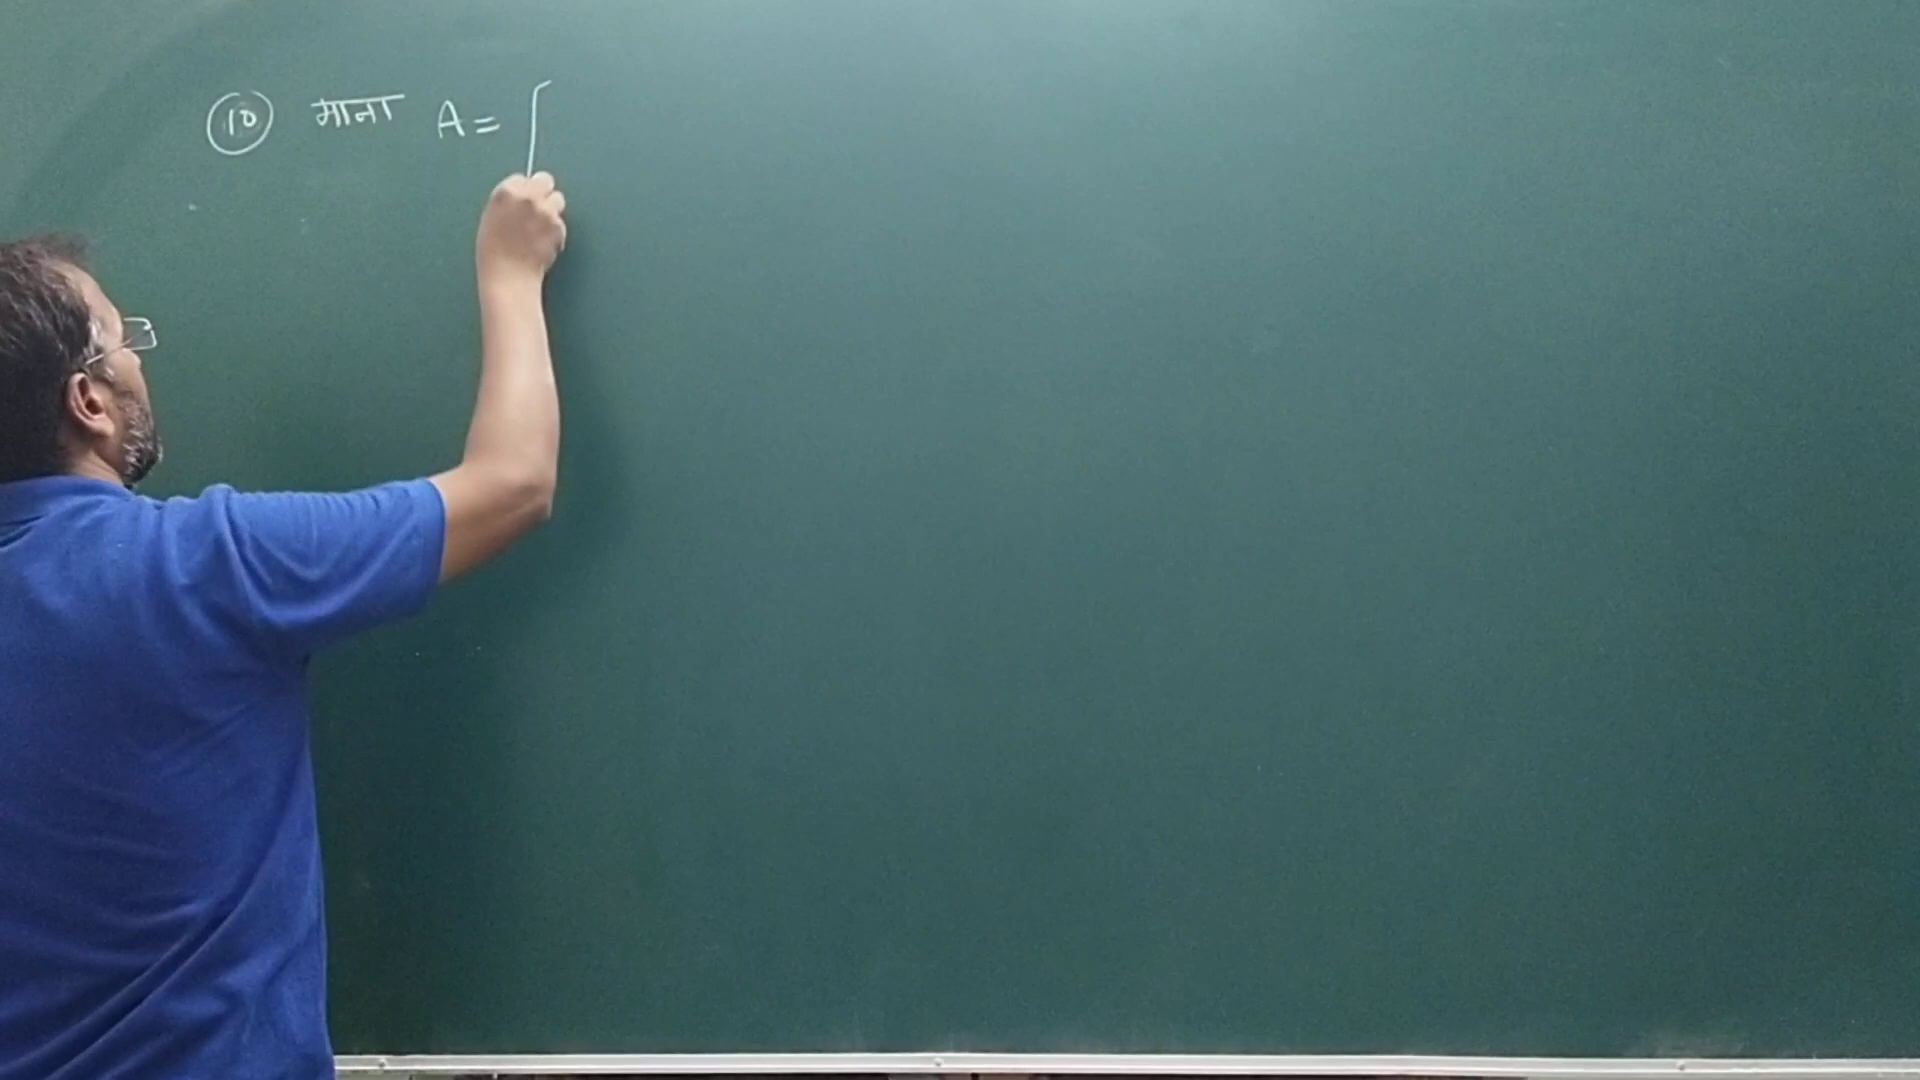 ⑩ माना A = [